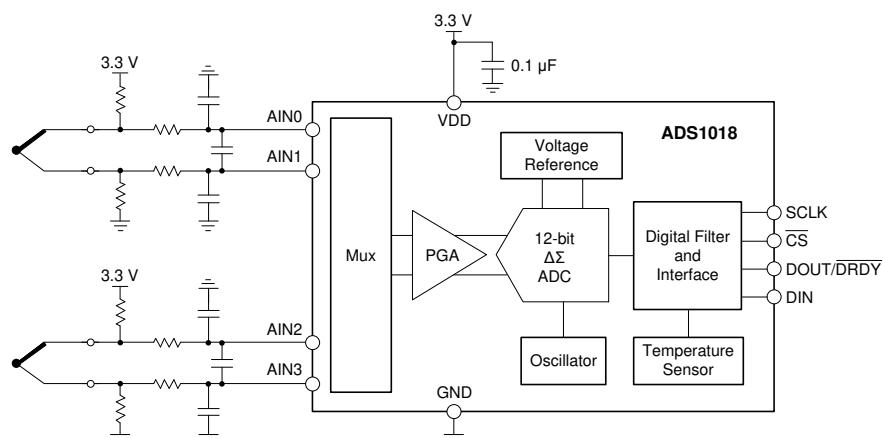 3.3 V
0.1 µF
3.3 V
AIN0
VDD
ADS1018
Voltage
Reference
AIN1
SCLK
Mux
PGA
12-bit
ΔΣ
ADC
Digital Filter
and
Interface
CS
DOUT/DRDY
DIN
3.3 V
AIN2
Oscillator
Temperature
Sensor
AIN3
GND